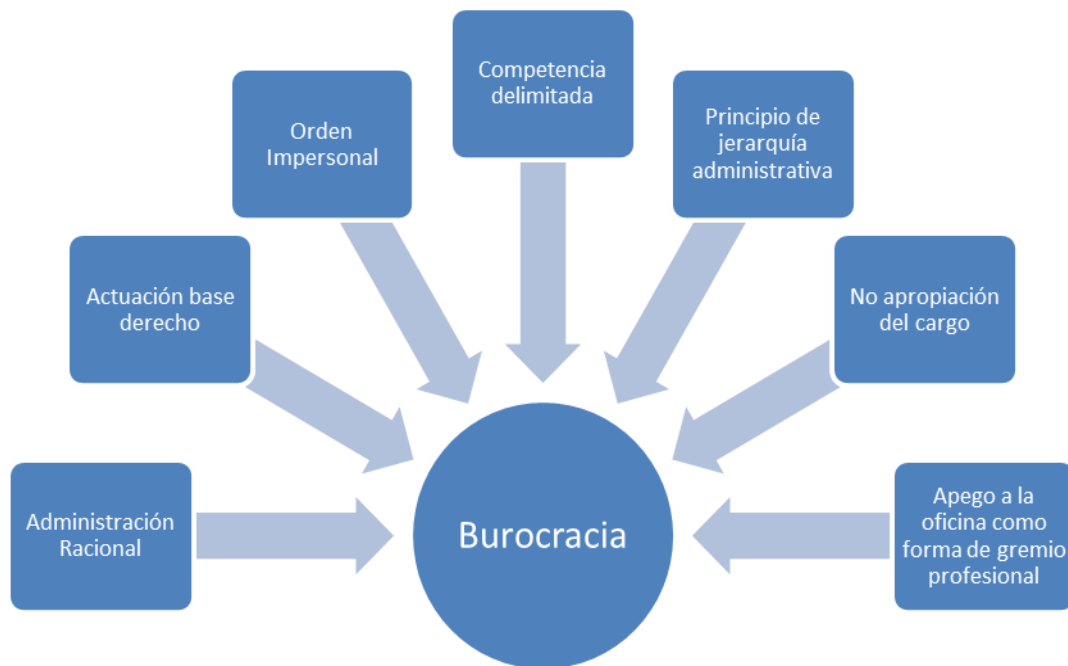 Competencia
delimitada
Orden
Impersonal
Principio de
jerarquía
administrativa
Actuación base
derecho
No apropiación
del cargo
Administración
Racional
Burocracia
Apego a la
oficina como
forma de gremio
profesional